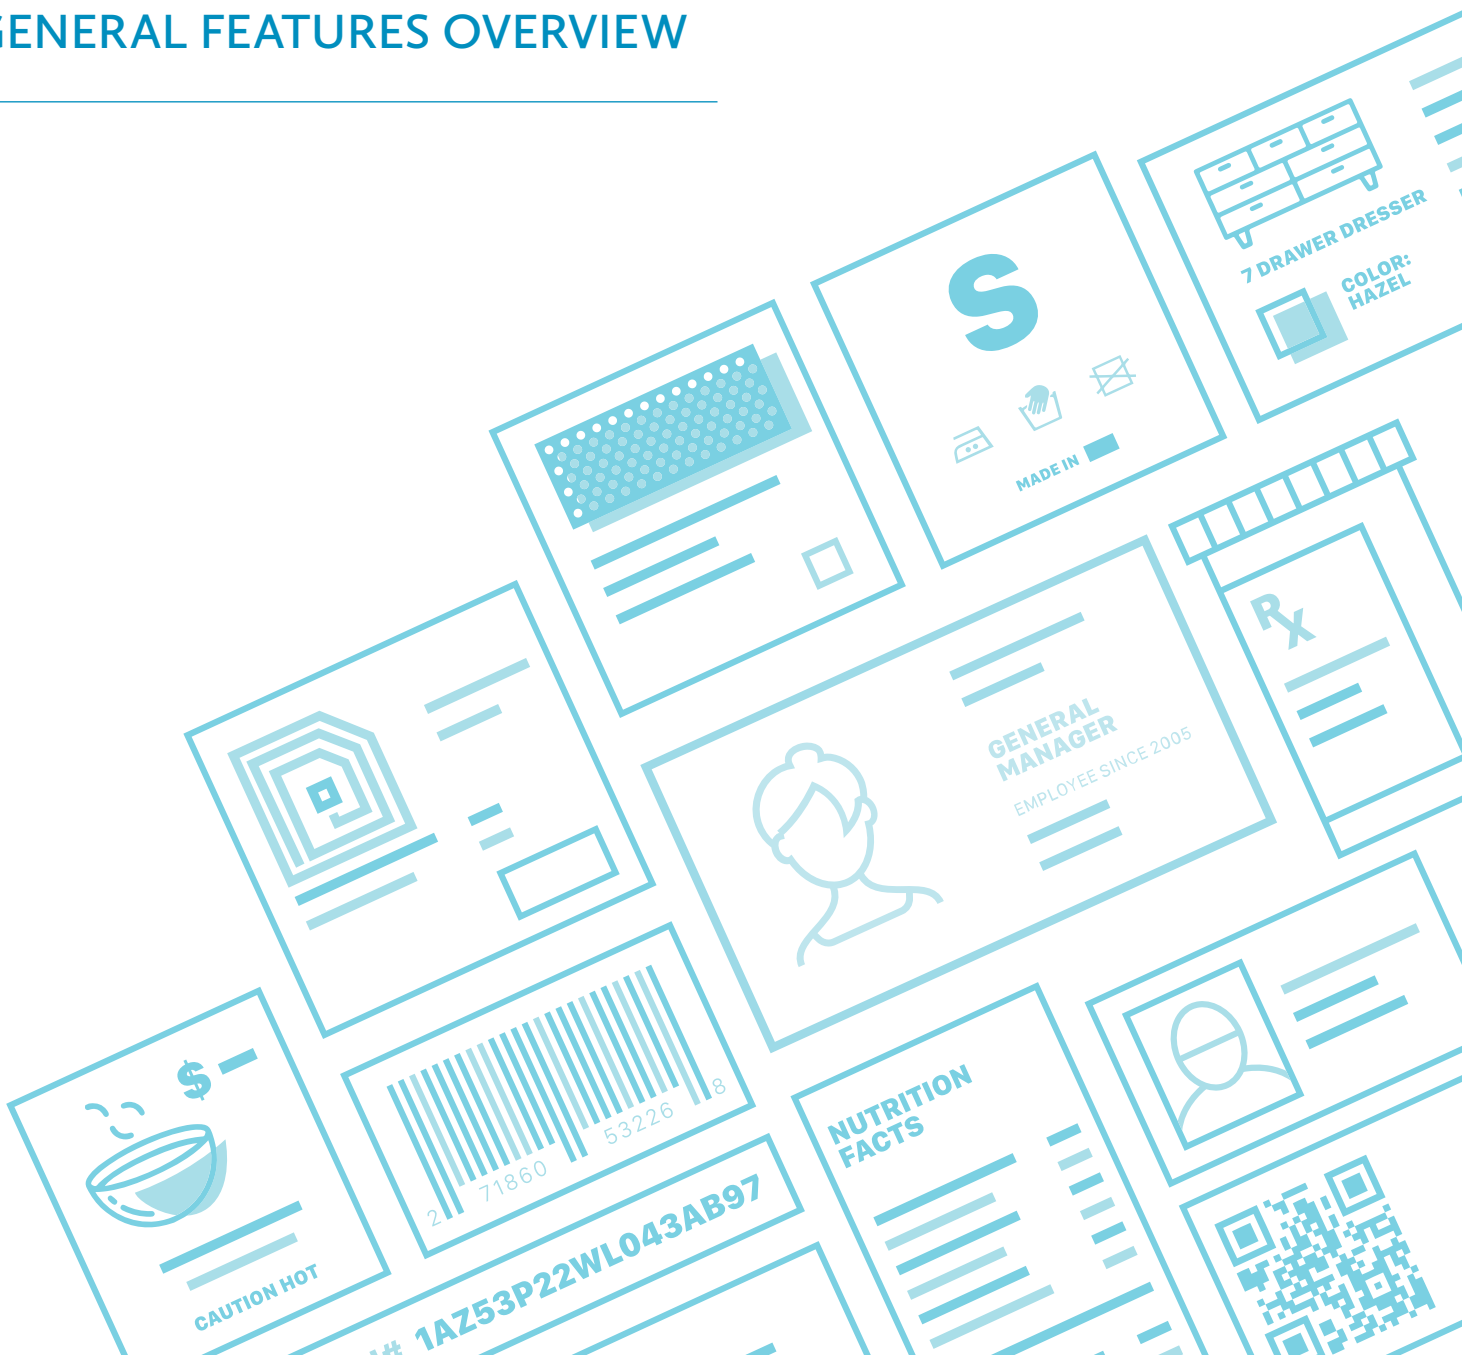 GENERAL FEATURES OVERVIEW
7 DRAWER DRESSER
COLOR:
HAZEL
S
MADE IN
Rx
GENERAL
MANAGER
EMPLOYEE SINCE 2005
$
CAUTION HOT
2 71860 53226 8
# 1AZ53P22WL043AB97
NUTRITION
FACTS